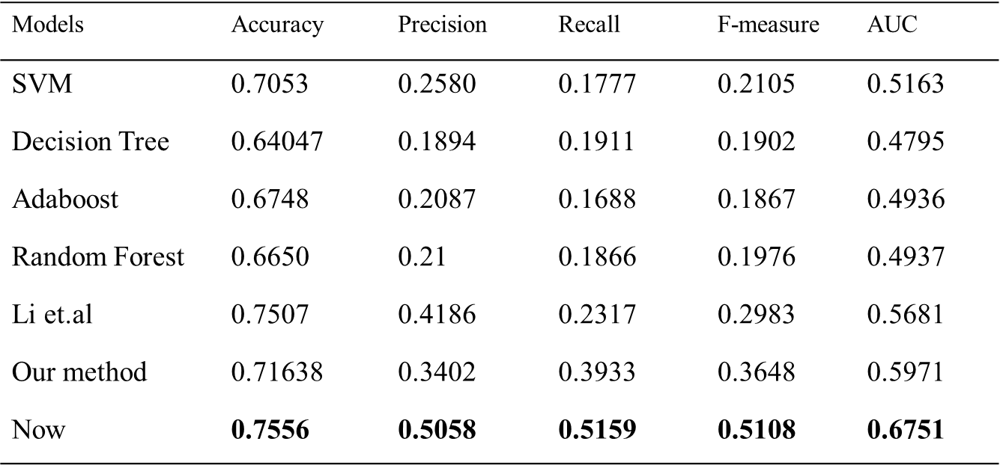 Models Accuracy Precision Recall F-measure AUC
SVM 0.7053 0.2580 0.1777 0.2105 0.5163
Decision Tree 0.64047 0.1894 0.1911 0.1902 0.4795
Adaboost 0.6748 0.2087 0.1688 0.1867 0.4936
Random Forest 0.6650 0.21 0.1866 0.1976 0.4937
Li et.al 0.7507 0.4186 0.2317 0.2983 0.5681
Our method 0.71638 0.3402 0.3933 0.3648 0.5971
Now 0.7556 0.5058 0.5159 0.5108 0.6751